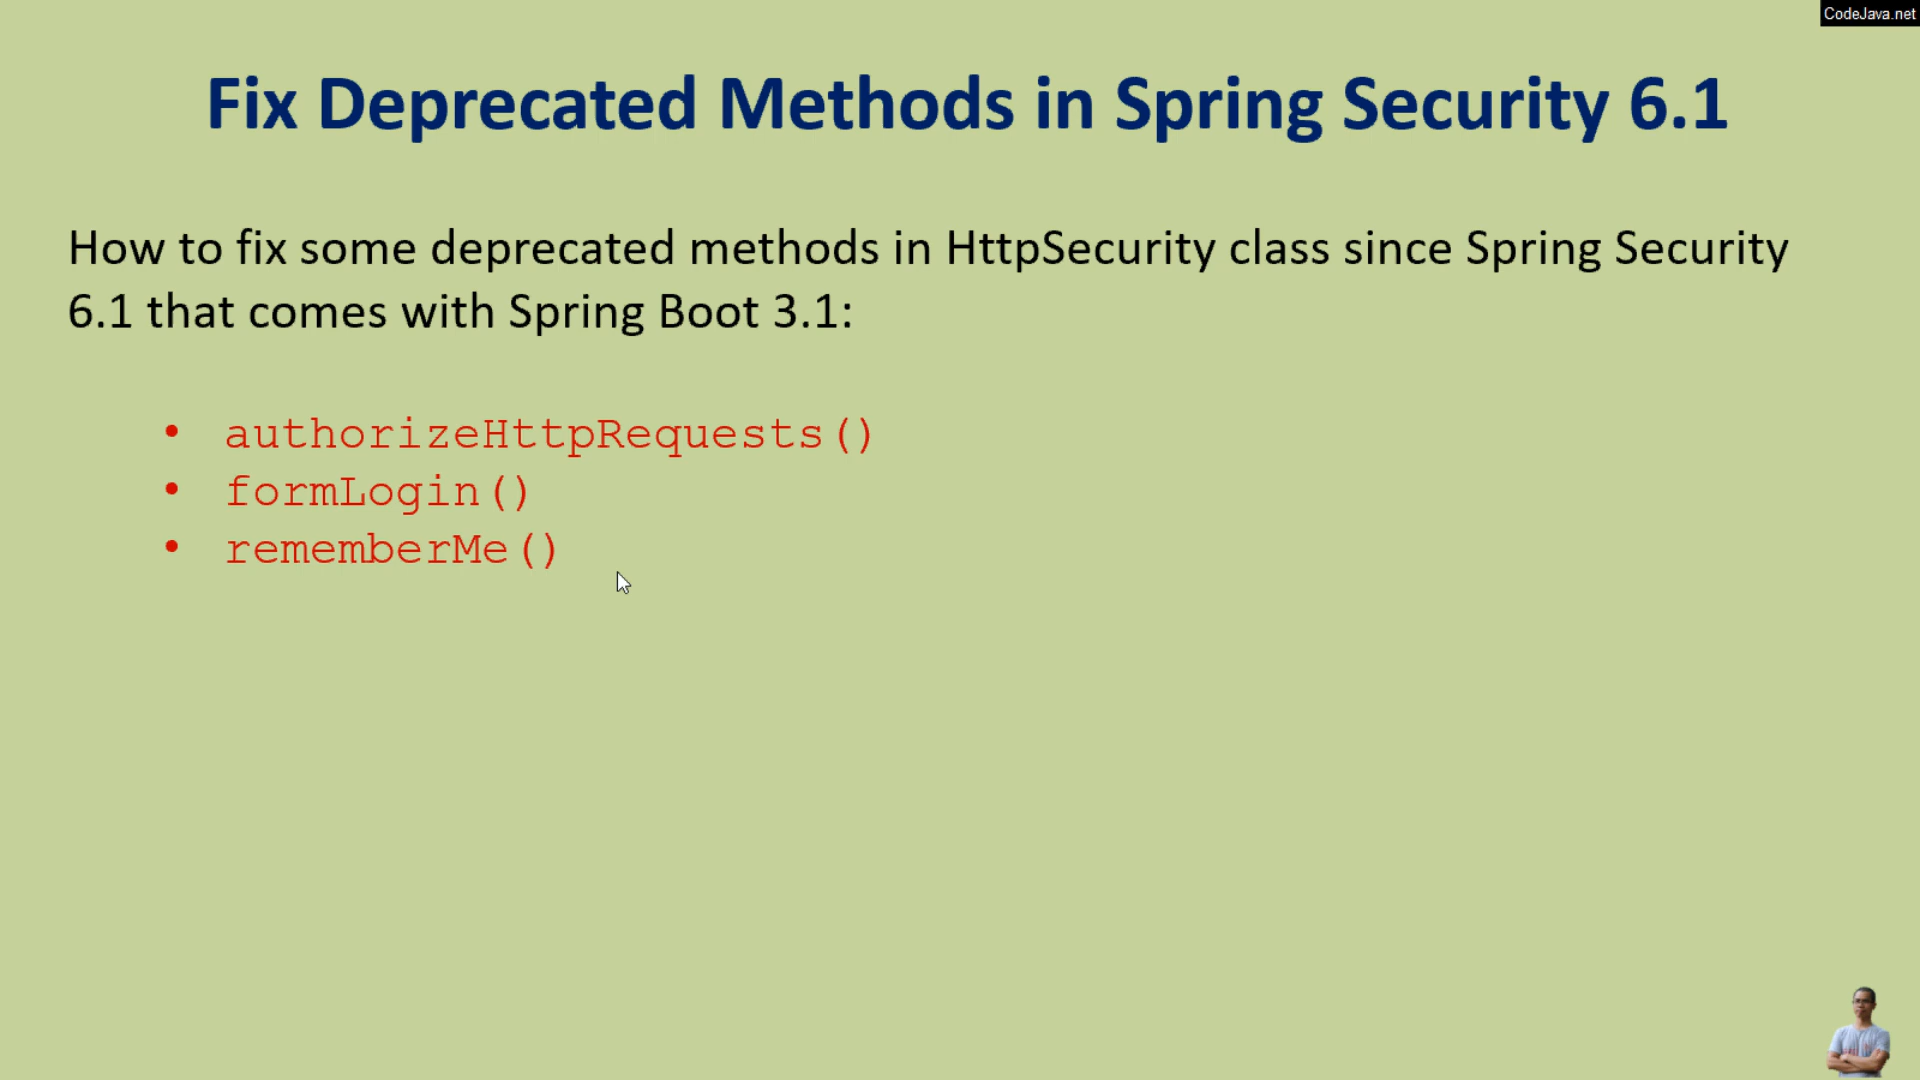 CodeJava.net
Fix Deprecated Methods in Spring Security 6.1
How to fix some deprecated methods in HttpSecurity class since Spring Security
6.1 that comes with Spring Boot 3.1:
• authorizeHttpRequests()
• formLogin()
• rememberMe()